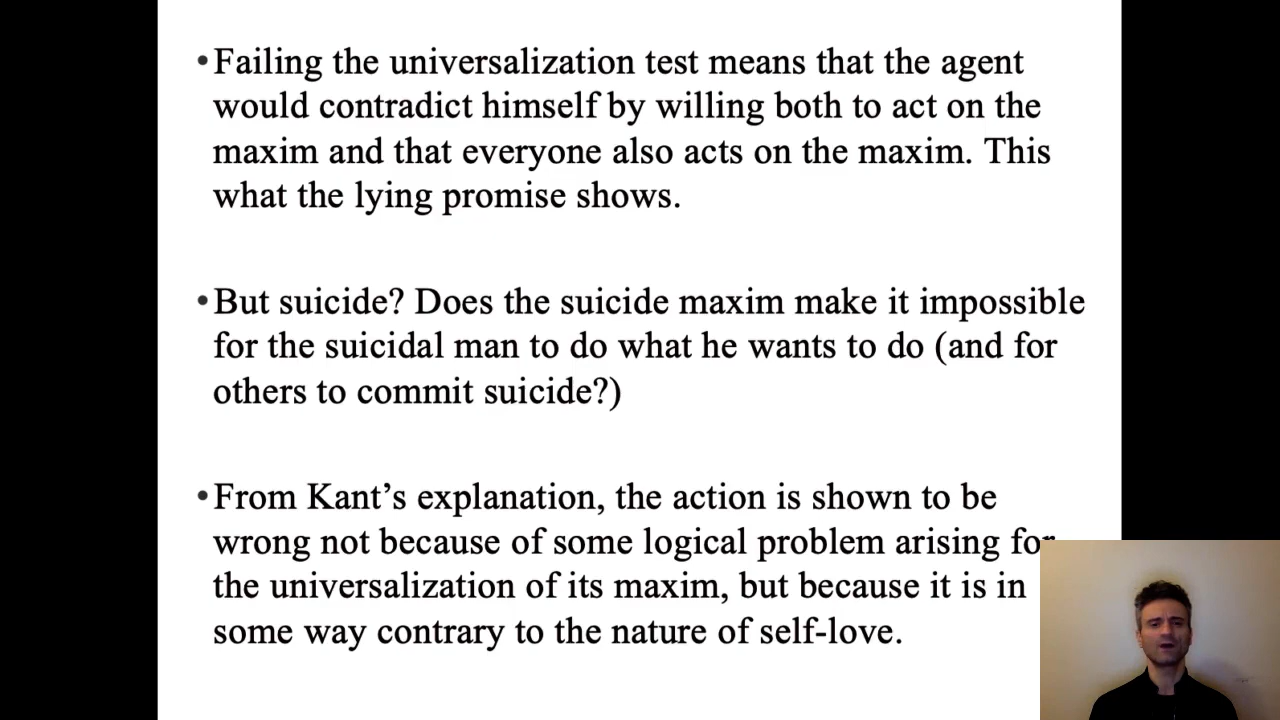 •Failing the universalization test means that the agent
would contradict himself by willing both to act on the
maxim and that everyone also acts on the maxim. This
what the lying promise shows.
•But suicide? Does the suicide maxim make it impossible
for the suicidal man to do what he wants to do (and for
others to commit suicide?)
•From Kant’s explanation, the action is shown to be
wrong not because of some logical problem arising for
the universalization of its maxim, but because it is in
some way contrary to the nature of self-love.